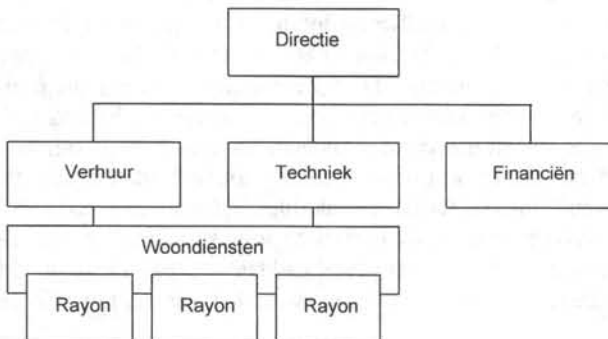 Directie
Verhuur Techniek Financiën
Woondiensten
Rayon Rayon Rayon